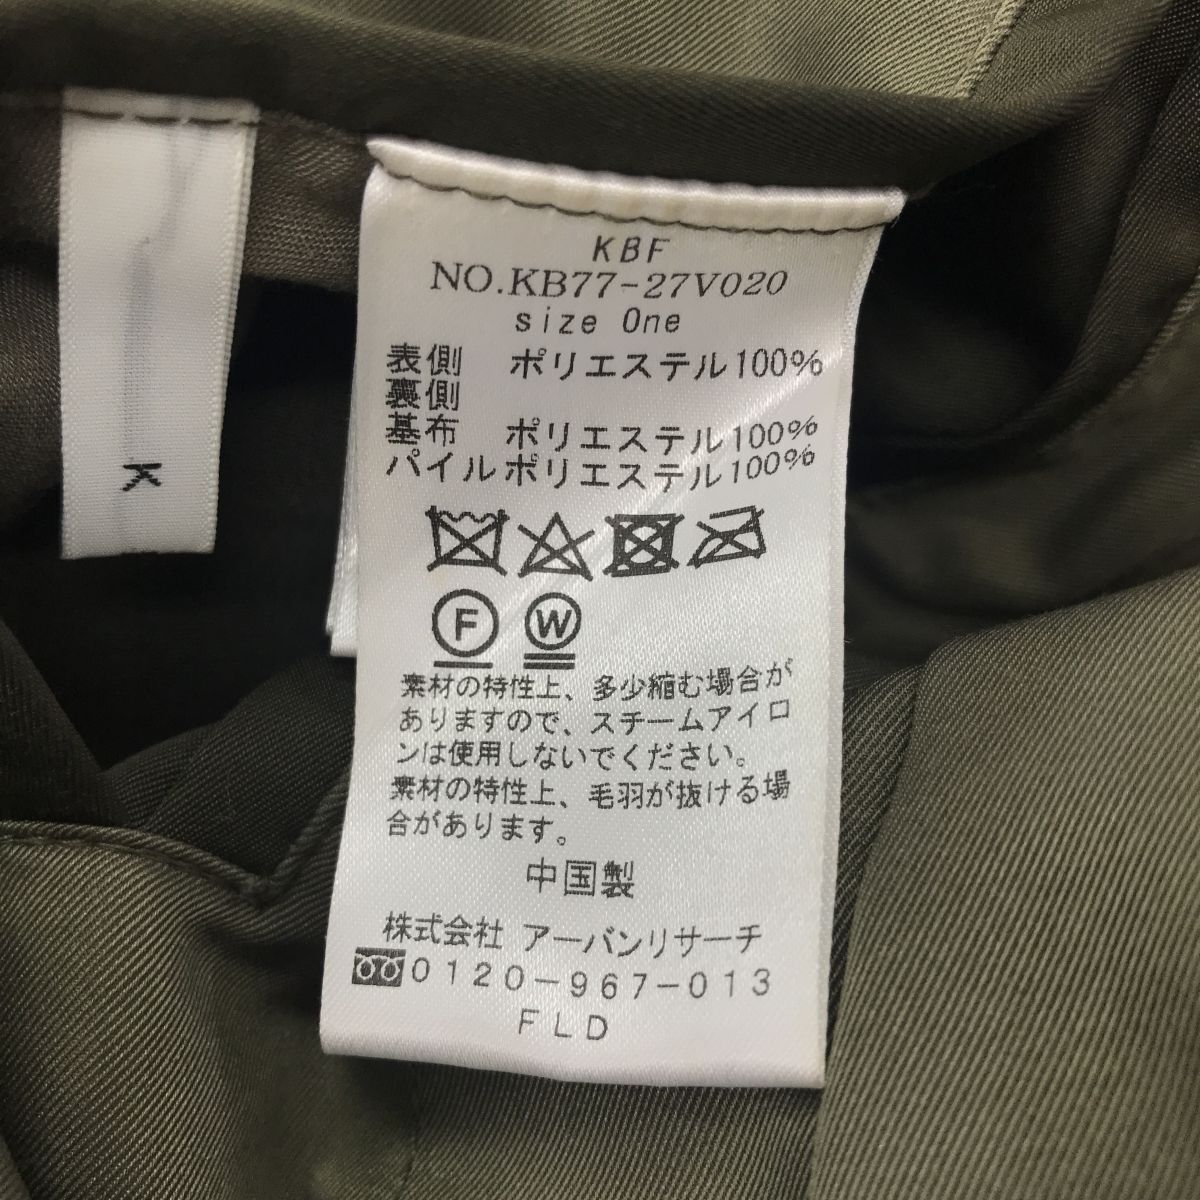 KBF
NO.KB77-27V020
size One
表側 ポリエステル100%
裏側
基布 ポリエステル100%
パイル ポリエステル100%
F W
素材の特性上、多少縮む場合が
ありますので、スチームアイロ
ンは使用しないでください。
素材の特性上、毛羽が抜ける場
合があります。
中国製
株式会社 アーバンリサーチ
0120-967-013
FLD
K